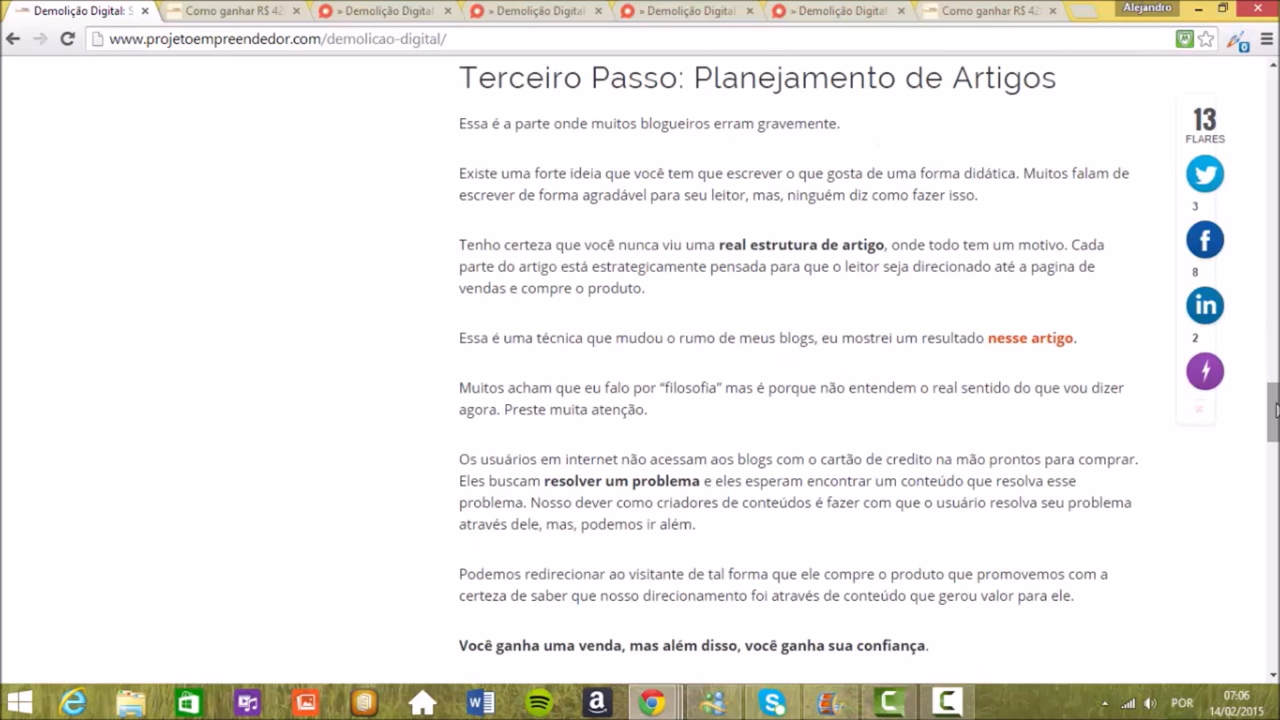 Demolição Digital: S
Como ganhar R$ 42
» Demolição Digital
» Demolição Digital
» Demolição Digital
» Demolição Digital
Como ganhar R$ 42
Alejandro
www.projetoempreendedor.com/demolicao-digital/
Terceiro Passo: Planejamento de Artigos
Essa é a parte onde muitos blogueiros erram gravemente.
Existe uma forte ideia que você tem que escrever o que gosta de uma forma didática. Muitos falam de
escrever de forma agradável para seu leitor, mas, ninguém diz como fazer isso.
Tenho certeza que você nunca viu uma real estrutura de artigo, onde todo tem um motivo. Cada
parte do artigo está estrategicamente pensada para que o leitor seja direcionado até a pagina de
vendas e compre o produto.
Essa é uma técnica que mudou o rumo de meus blogs, eu mostrei um resultado nesse artigo.
Muitos acham que eu falo por “filosofia” mas é porque não entendem o real sentido do que vou dizer
agora. Preste muita atenção.
Os usuários em internet não acessam aos blogs com o cartão de credito na mão prontos para comprar.
Eles buscam resolver um problema e eles esperam encontrar um conteúdo que resolva esse
problema. Nosso dever como criadores de conteúdos é fazer com que o usuário resolva seu problema
através dele, mas, podemos ir além.
Podemos redirecionar ao visitante de tal forma que ele compre o produto que promovemos com a
certeza de saber que nosso direcionamento foi através de conteúdo que gerou valor para ele.
Você ganha uma venda, mas além disso, você ganha sua confiança.
13
FLARES
3
8
2
POR
07:06
14/02/2015